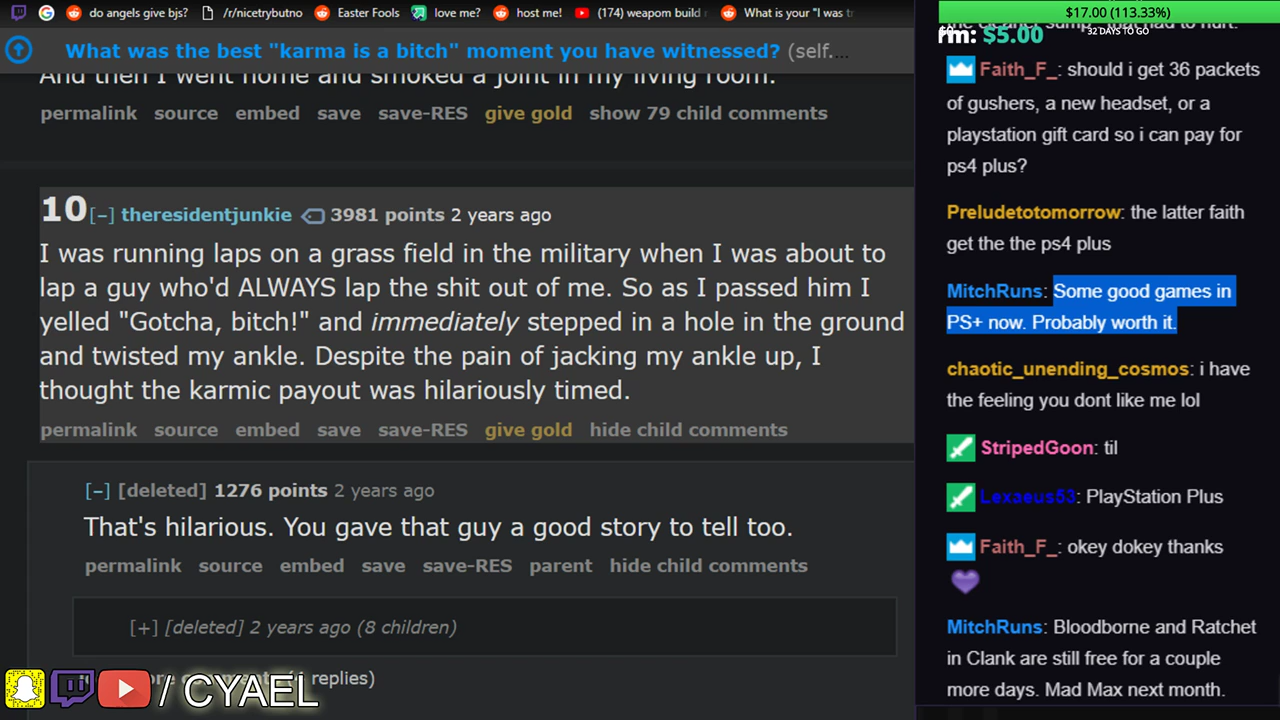 do angels give bjs?
/r/nicetrybutno
Easter Fools
love me?
host me!
(174) weapom build
What is your "I was tr
What was the best "karma is a bitch" moment you have witnessed? (self....
And then I went home and smoked a joint in my living room.
permalink source embed save save-RES give gold show 79 child comments
10 [–] theresidentjunkie 3981 points 2 years ago
I was running laps on a grass field in the military when I was about to
lap a guy who'd ALWAYS lap the shit out of me. So as I passed him I
yelled "Gotcha, bitch!" and immediately stepped in a hole in the ground
and twisted my ankle. Despite the pain of jacking my ankle up, I
thought the karmic payout was hilariously timed.
permalink source embed save save-RES give gold hide child comments
[–] [deleted] 1276 points 2 years ago
That's hilarious. You gave that guy a good story to tell too.
permalink source embed save save-RES parent hide child comments
[+] [deleted] 2 years ago (8 children)
replies)
/ CYAEL
$17.00 (113.33%)
32 DAYS TO GO
rm: $5.00
Faith_F_: should i get 36 packets
of gushers, a new headset, or a
playstation gift card so i can pay for
ps4 plus?
Preludetotomorrow: the latter faith
get the the ps4 plus
MitchRuns: Some good games in
PS+ now. Probably worth it.
chaotic_unending_cosmos: i have
the feeling you dont like me lol
StripedGoon: til
Lexaeus53: PlayStation Plus
Faith_F_: okey dokey thanks
MitchRuns: Bloodborne and Ratchet
in Clank are still free for a couple
more days. Mad Max next month.